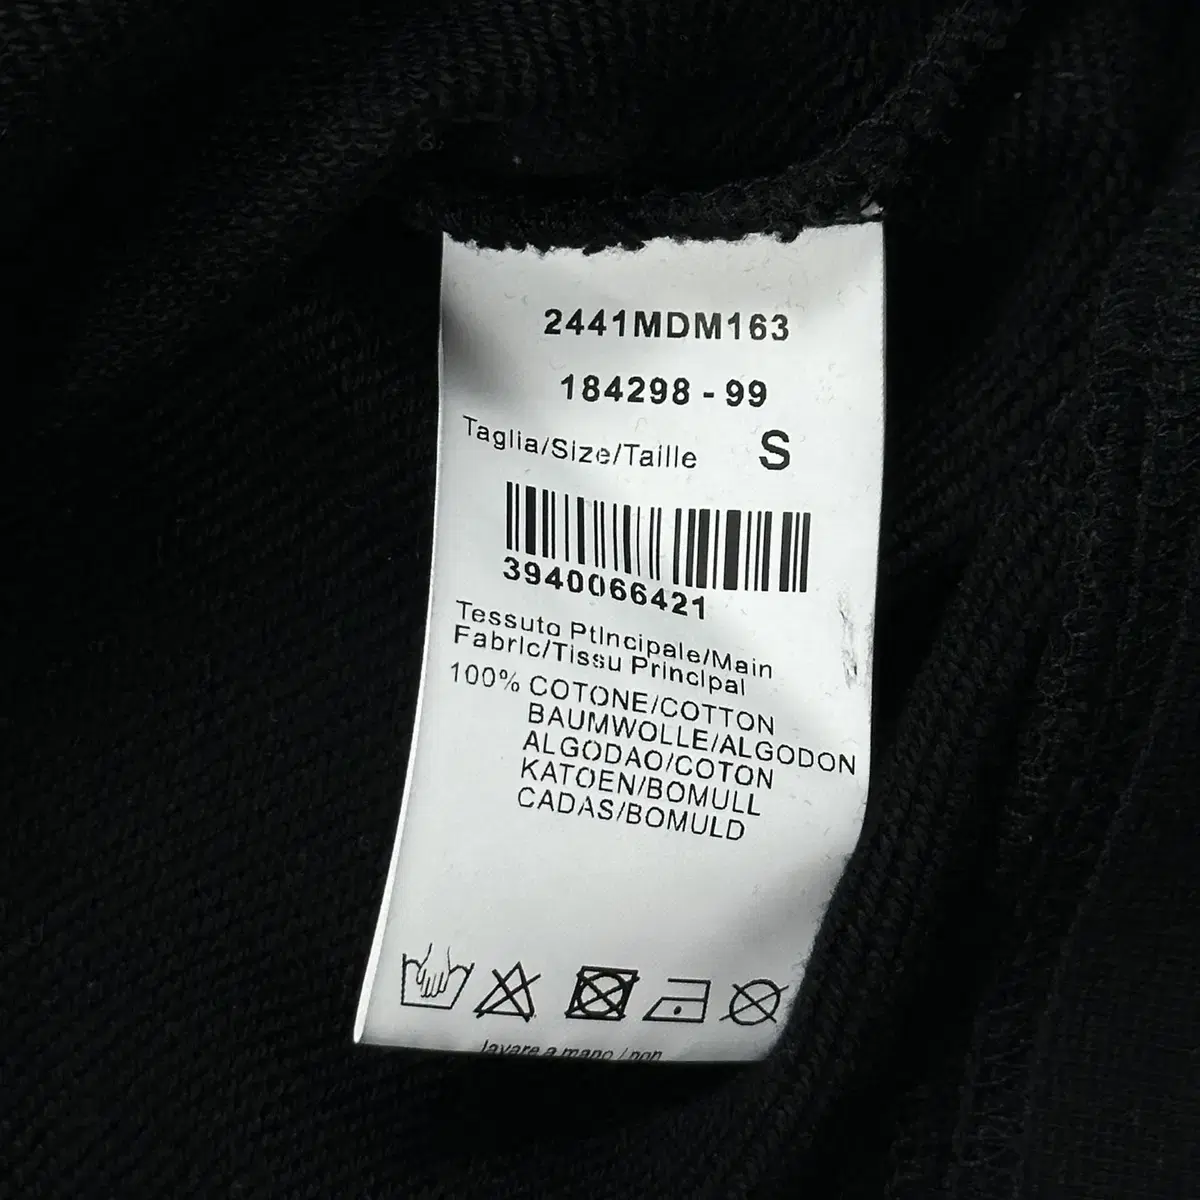 2441MDM163
184298 - 99
Taglia/Size/Taille S
3940066421
Tessuto PtIncipale/Main
FabrIc/Tissu PrincIpal
100% COTONE/COTTON
BAUMWOLLE/ALGODON
ALGODAO/COTON
KATOEN/BOMULL
CADAS/BOMULD
lavare a mano / non